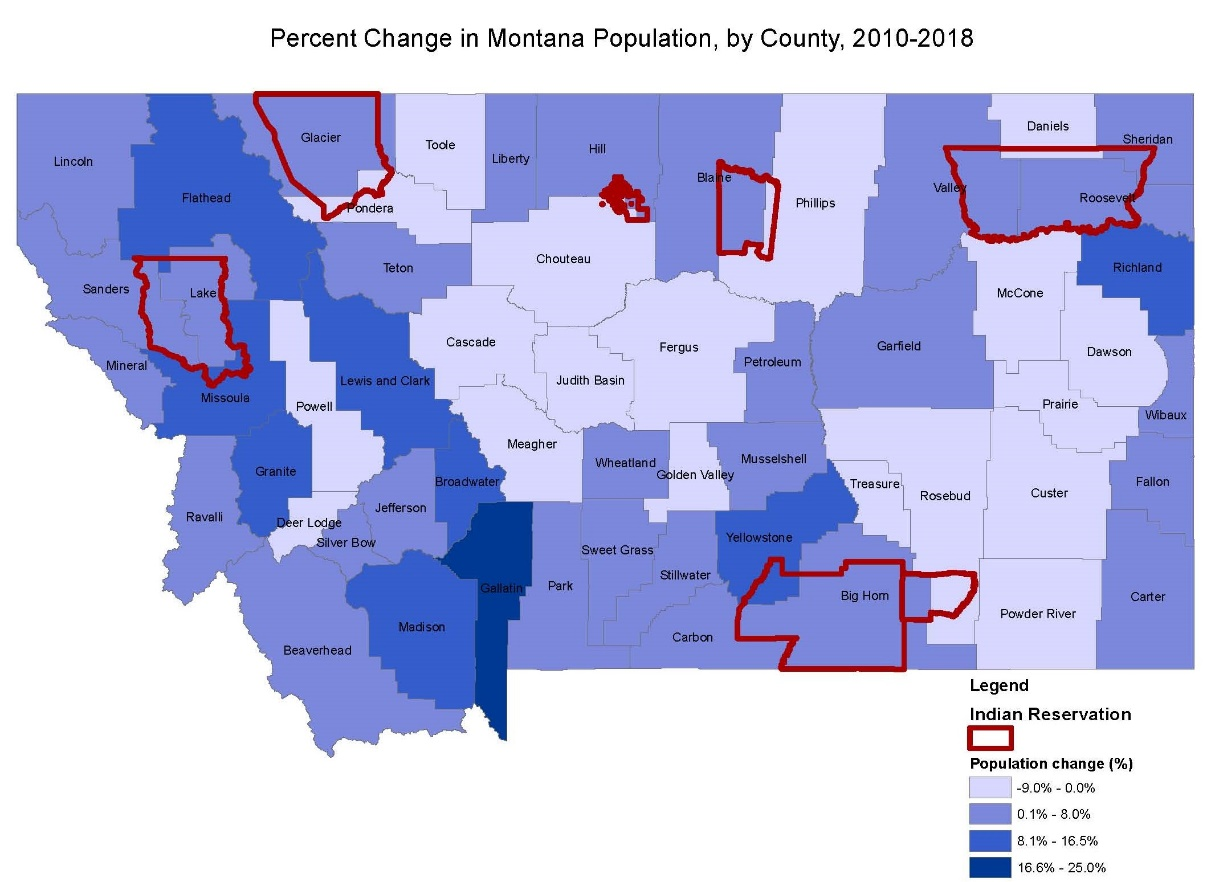 Percent Change in Montana Population, by County, 2010-2018
Daniels
Sheridan
Glacier
Toole
Hill
Liberty
Lincoln
Blaine
Valley
Flathead
Roosevelt
Phillips
Pondera
Chouteau
Teton
Richland
Sanders
Lake
McCone
Cascade
Fergus
Garfield
Dawson
Mineral
Petroleum
Lewis and Clark
Judith Basin
Missoula
Powell
Prairie
Wibaux
Meagher
Wheatland
Musselshell
Granite
Golden Valley
Broadwater
Fallon
Treasure
Rosebud
Custer
Jefferson
Ravalli
Deer Lodge
Silver Bow
Yellowstone
Sweet Grass
Stillwater
Gallatin
Park
Big Horn
Carter
Powder River
Madison
Carbon
Beaverhead
Legend
Indian Reservation
Population change (%)
-9.0% - 0.0%
0.1% - 8.0%
8.1% - 16.5%
16.6% - 25.0%